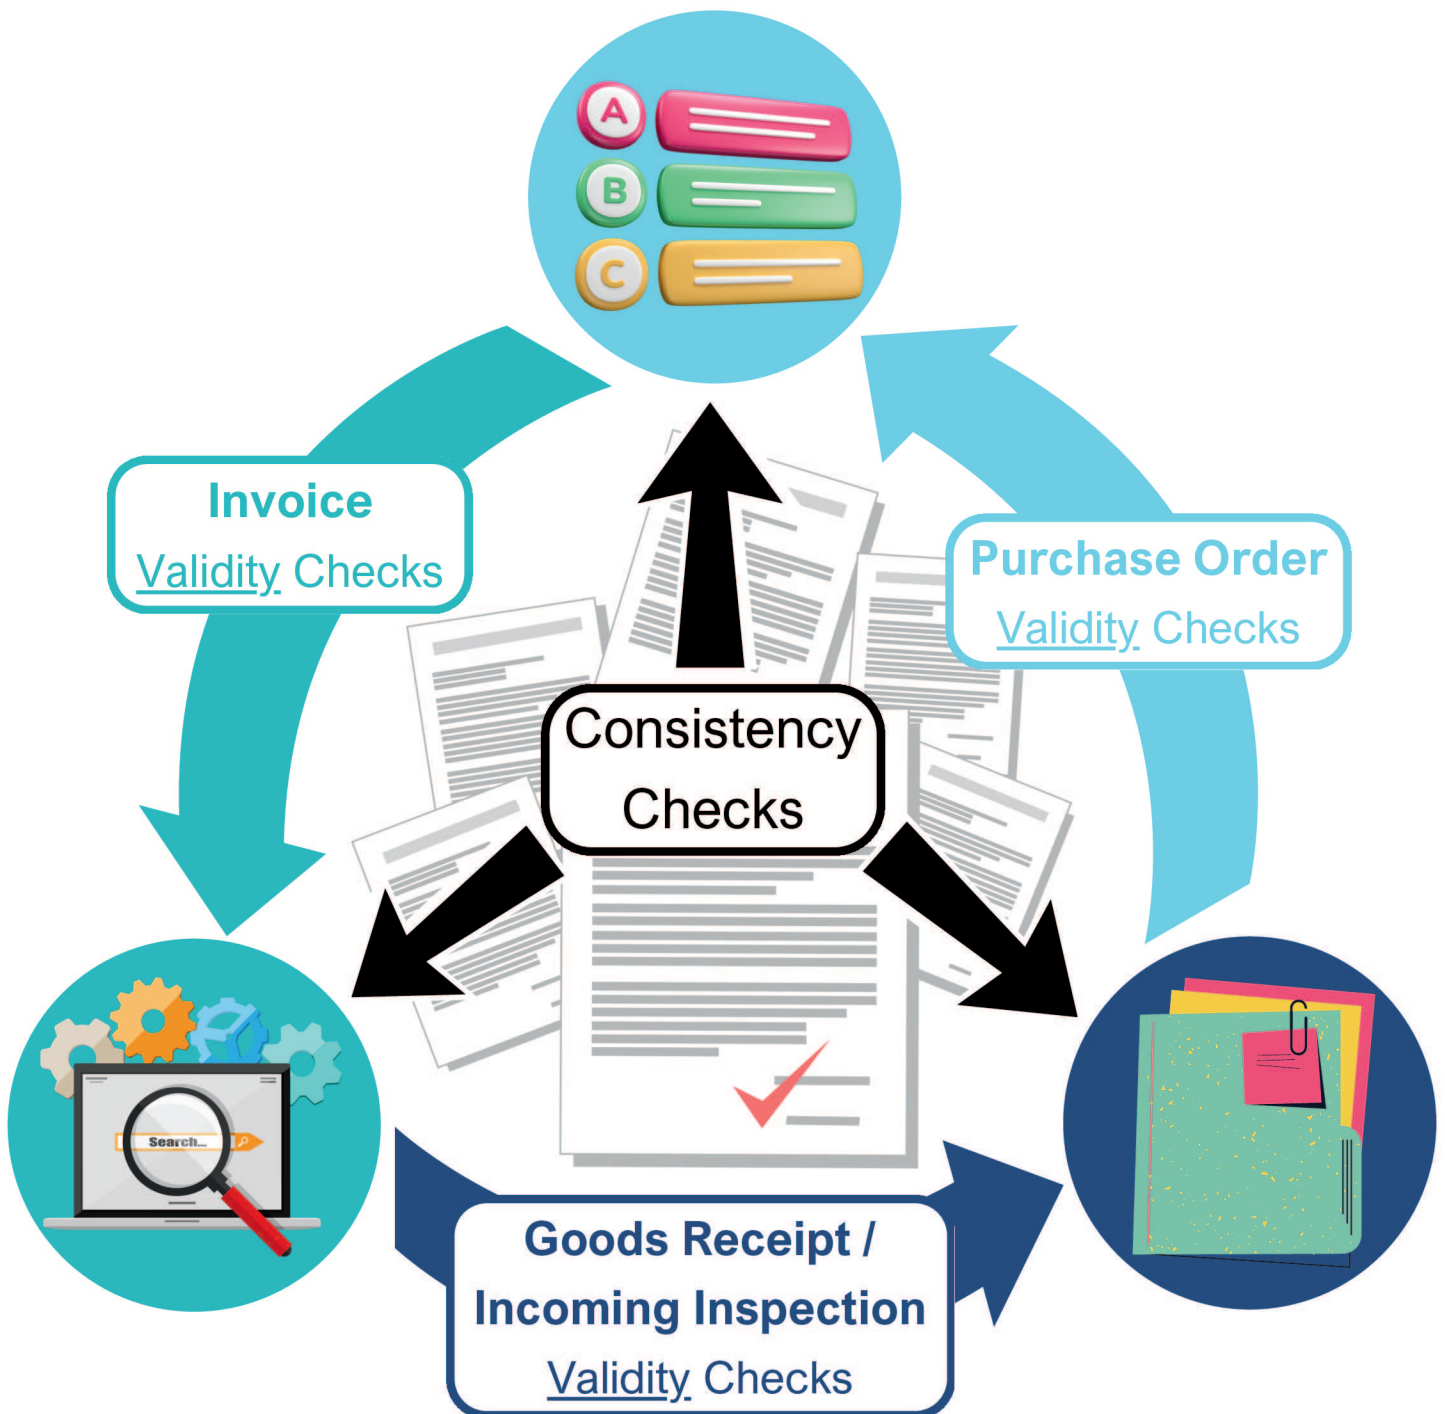 A
B
C
Invoice
Validity Checks
Purchase Order
Validity Checks
Consistency
Checks
Search...
Goods Receipt /
Incoming Inspection
Validity Checks